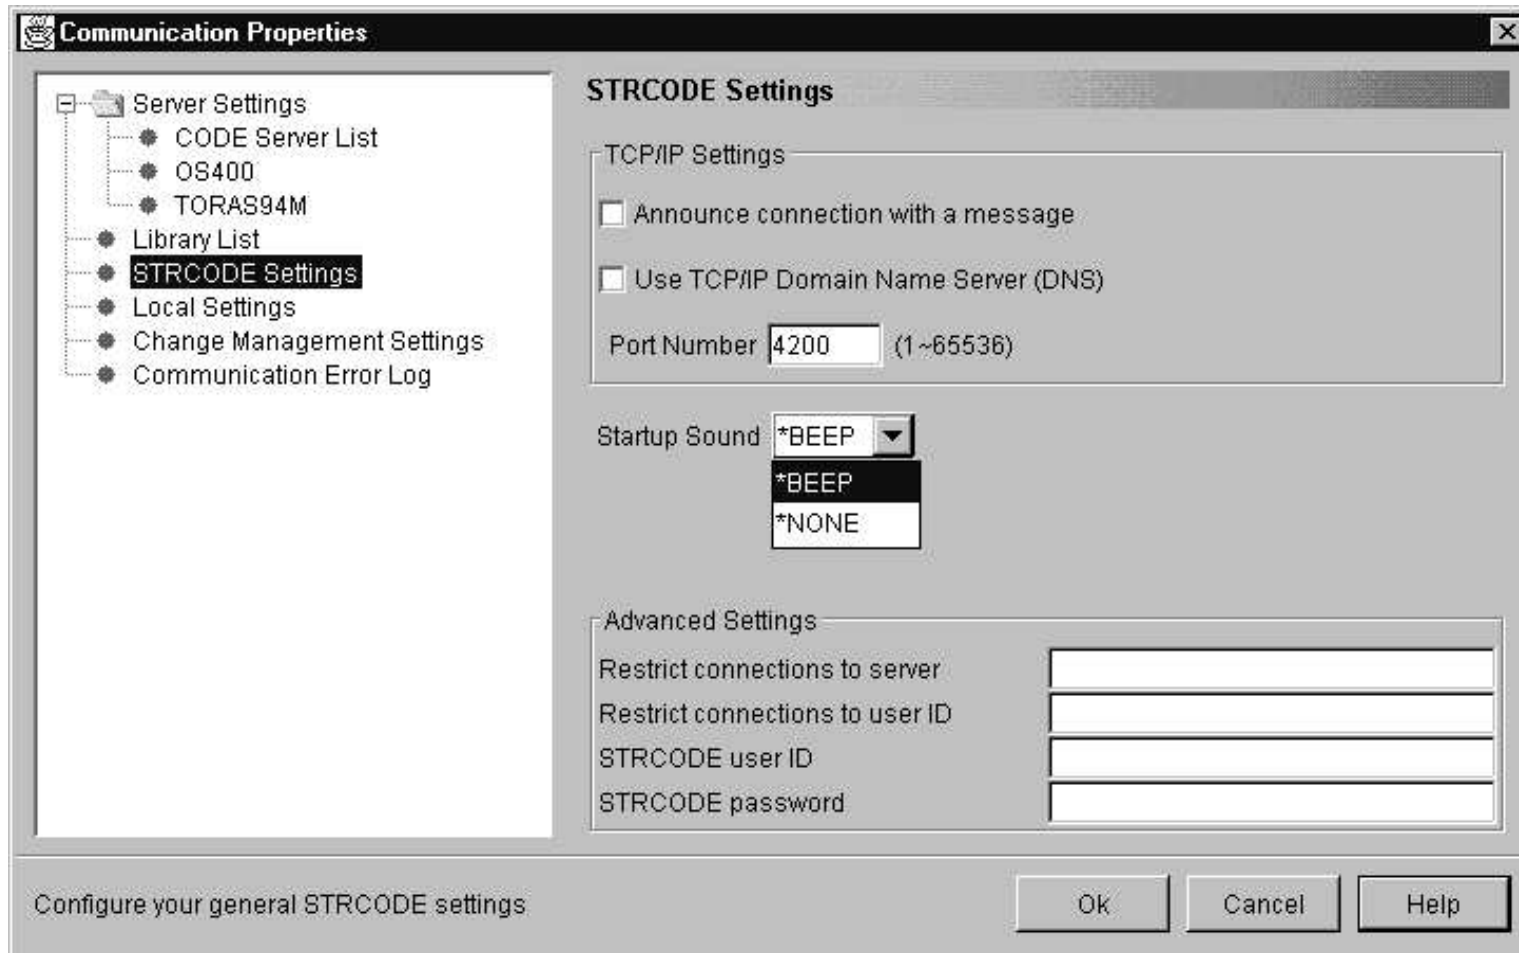 Communication Properties
Server Settings
CODE Server List
OS400
TORAS94M
Library List
STRCODE Settings
Local Settings
Change Management Settings
Communication Error Log
STRCODE Settings
TCP/IP Settings
Announce connection with a message
Use TCP/IP Domain Name Server (DNS)
Port Number 4200 (1~65536)
Startup Sound *BEEP
*BEEP
*NONE
Advanced Settings
Restrict connections to server
Restrict connections to user ID
STRCODE user ID
STRCODE password
Configure your general STRCODE settings
Ok Cancel Help